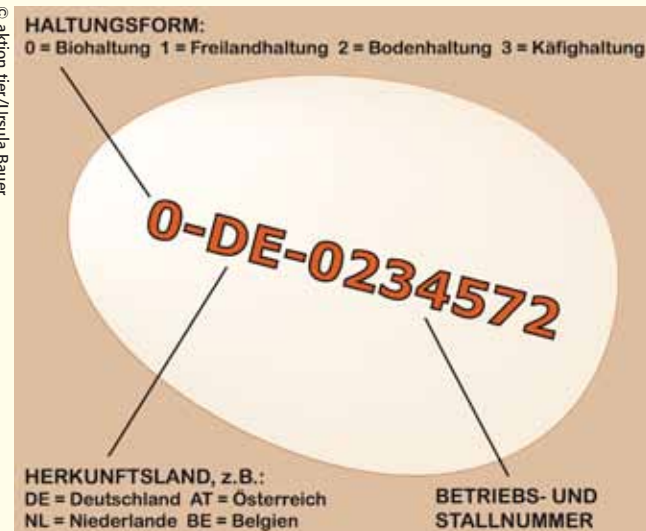 HALTUNGSFORM:
0 = Biohaltung 1 = Freilandhaltung 2 = Bodenhaltung 3 = Käfighaltung
0-DE-0234572
HERKUNFTSLAND, z.B.:
DE = Deutschland AT = Österreich
NL = Niederlande BE = Belgien
BETRIEBS- UND
STALLNUMMER
© aktion tier/Ursula Bauer